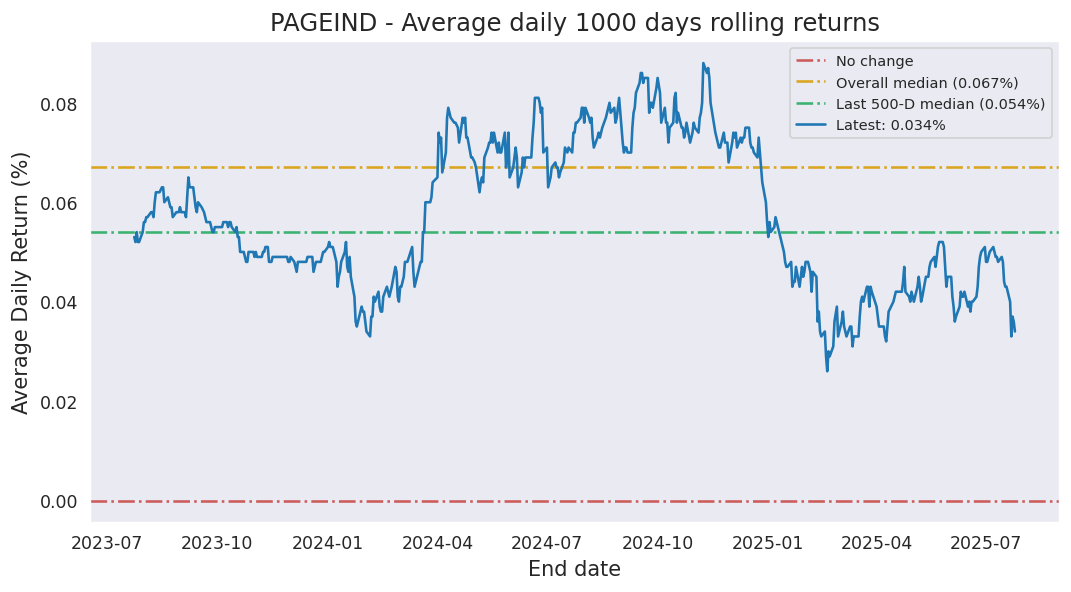 PAGEIND - Average daily 1000 days rolling returns
No change
Overall median (0.067%)
Last 500-D median (0.054%)
Latest: 0.034%
Average Daily Return (%)
0.08
0.06
0.04
0.02
0.00
2023-07 2023-10 2024-01 2024-04 2024-07 2024-10 2025-01 2025-04 2025-07
End date